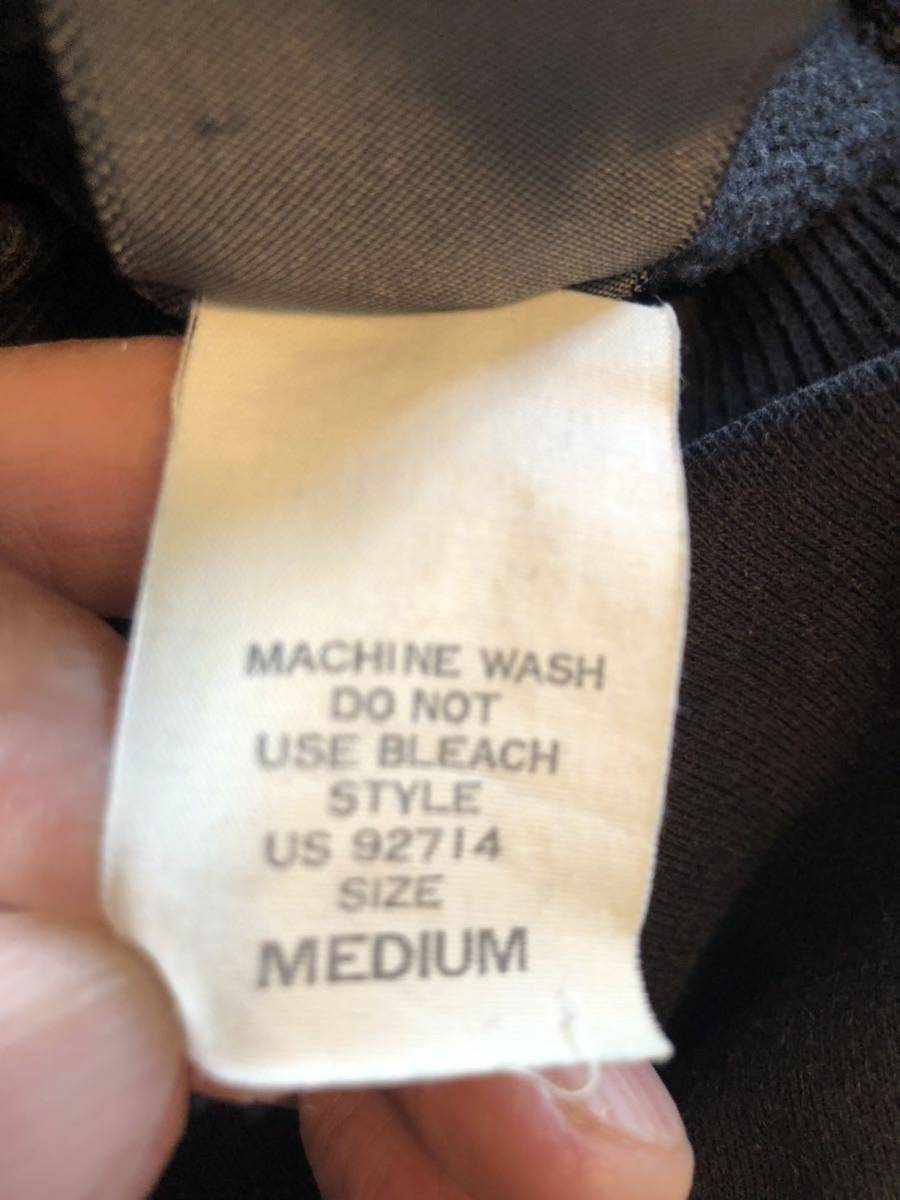 MACHINE WASH
DO NOT
USE BLEACH
STYLE
US 92714
SIZE
MEDIUM